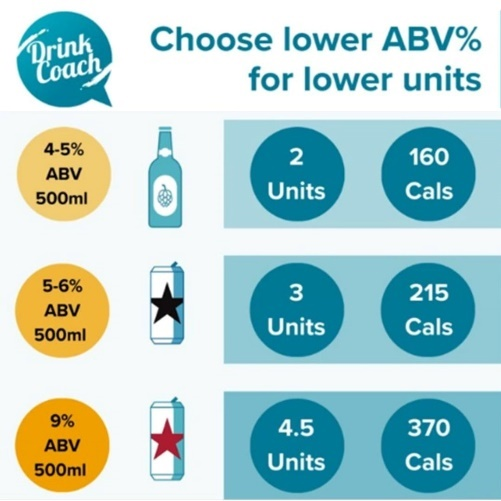 Drink
Coach
Choose lower ABV%
for lower units
4-5%
ABV
500ml
2
Units
160
Cals
5-6%
ABV
500ml
3
Units
215
Cals
9%
ABV
500ml
4.5
Units
370
Cals